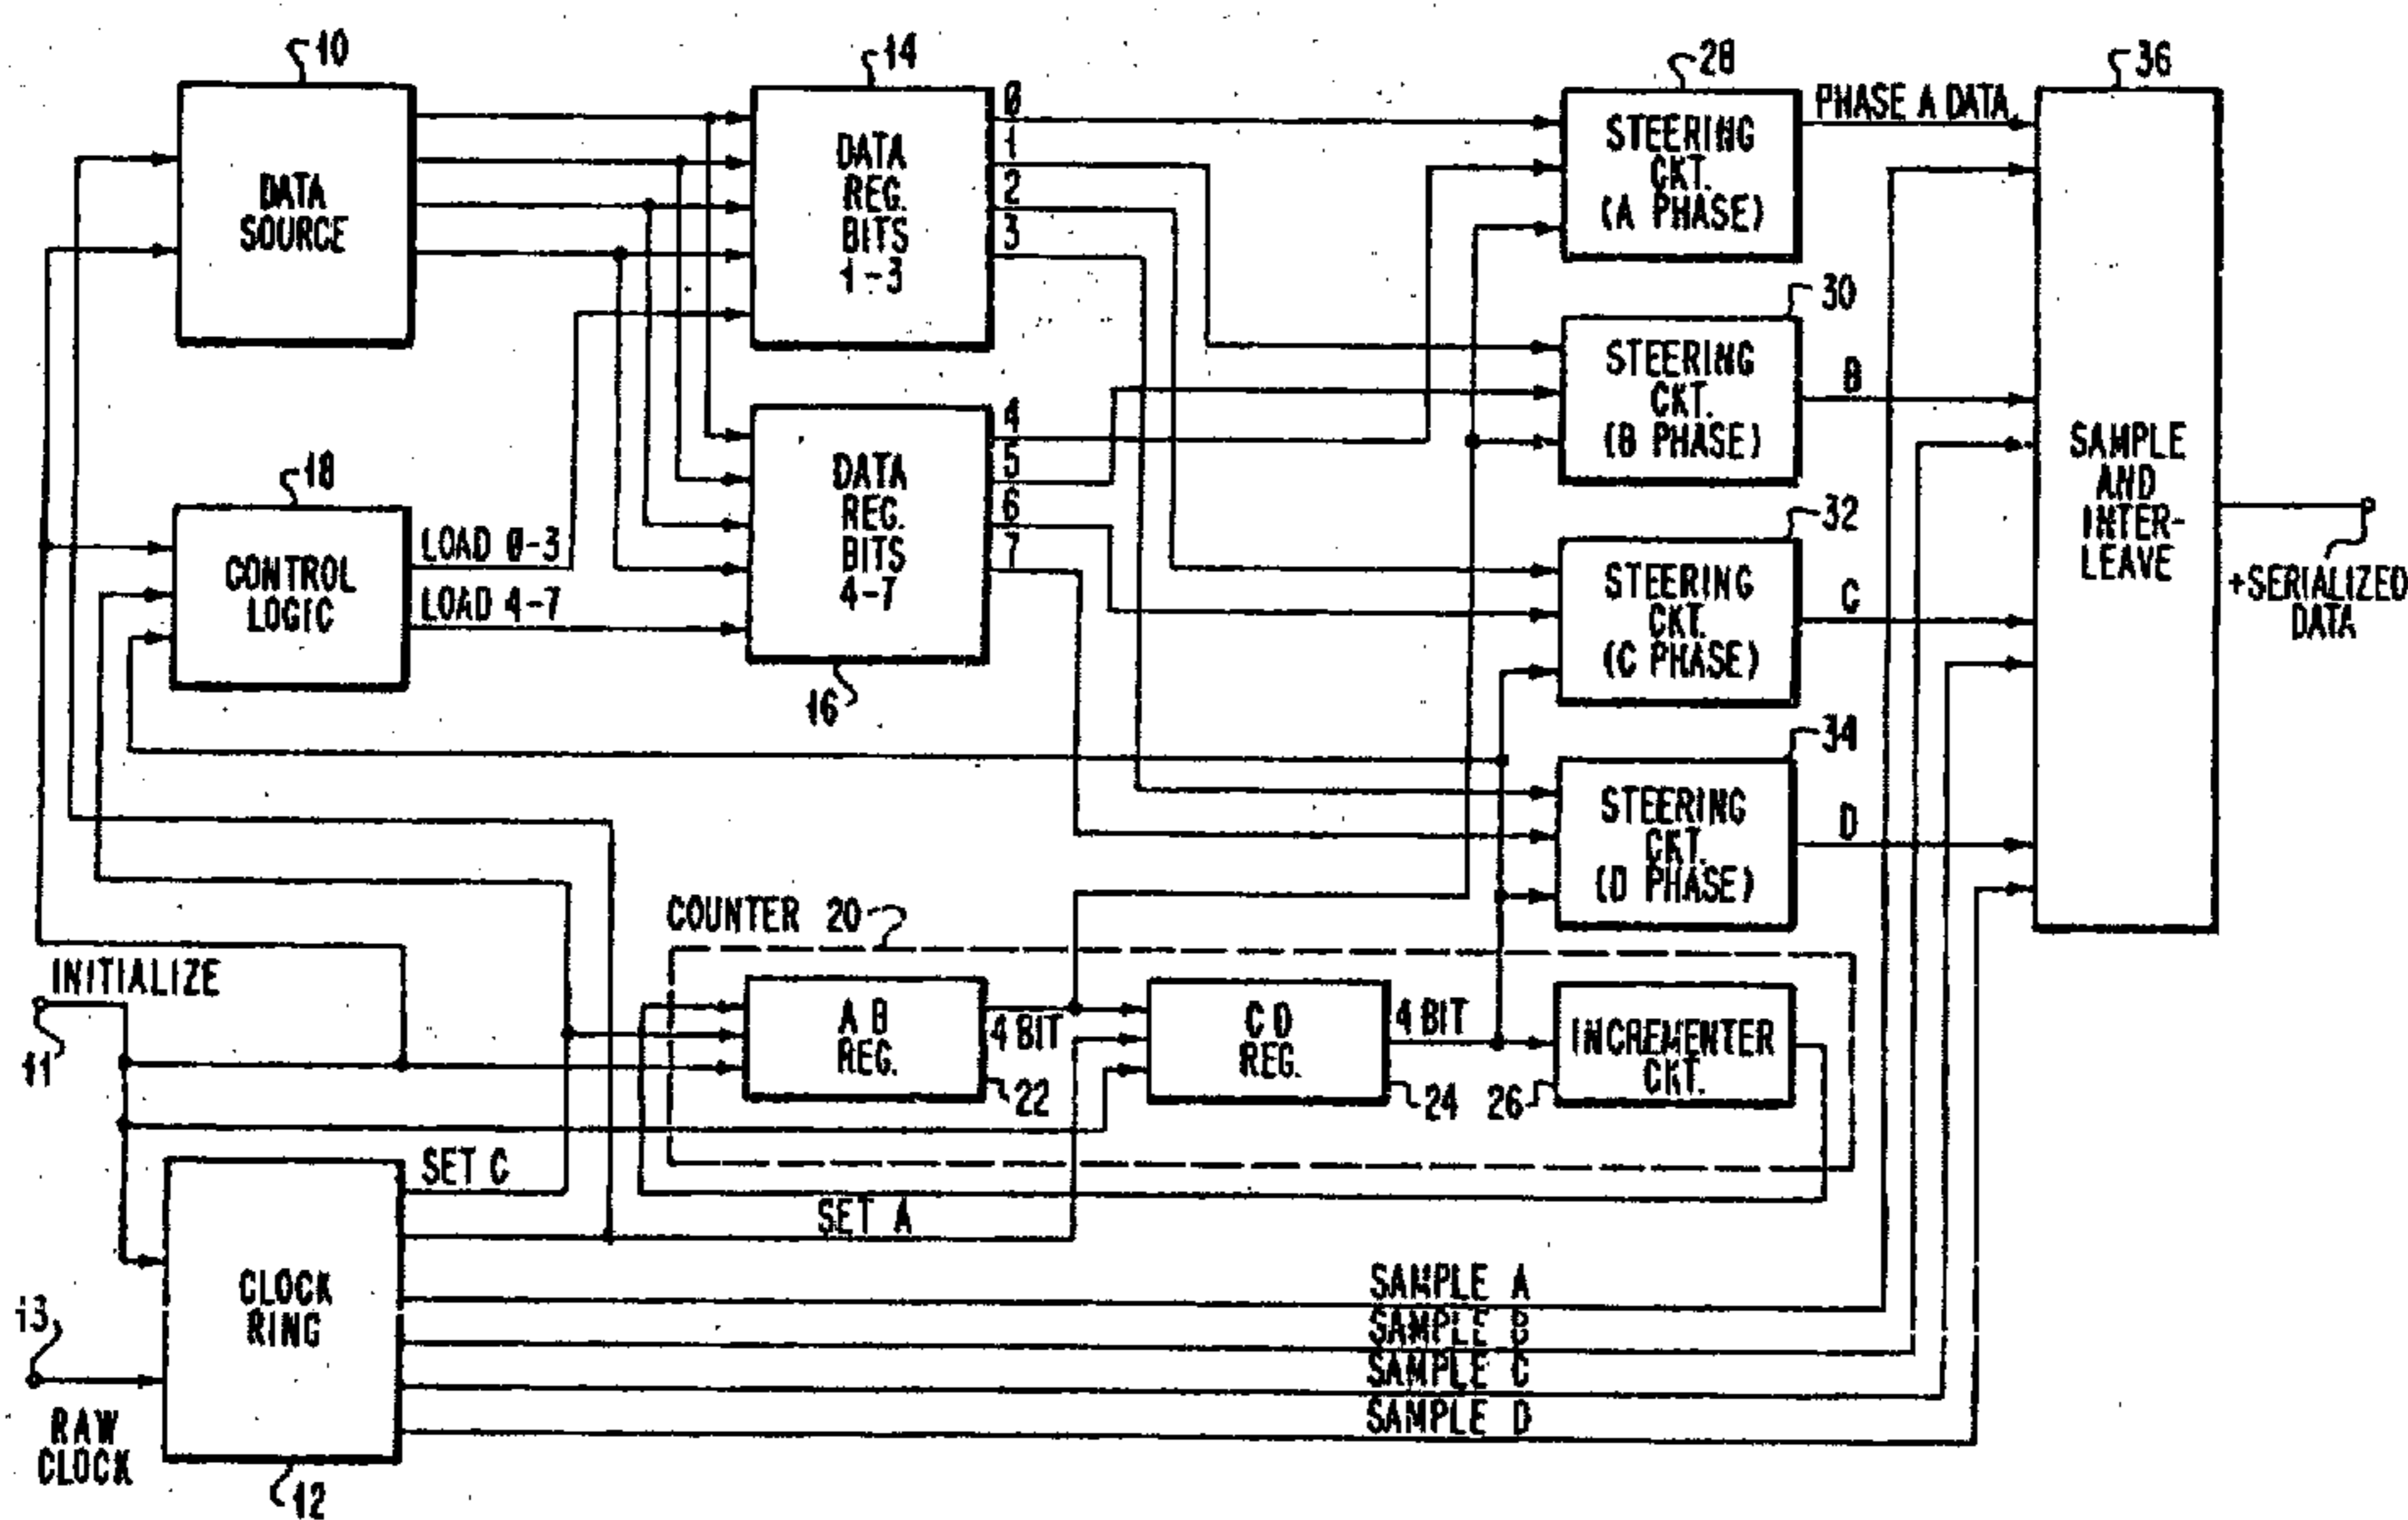 10
DATA
SOURCE
14
DATA
REG.
BITS
1-3
0
1
2
3
28
STEERING
CKT.
(A PHASE)
PHASE A DATA
36
SAMPLE
AND
INTER-
LEAVE
+SERIALIZED
DATA
30
STEERING
CKT.
(B PHASE)
B
18
CONTROL
LOGIC
LOAD 0-3
LOAD 4-7
DATA
REG.
BITS
4-7
16
4
5
6
7
32
STEERING
CKT.
(C PHASE)
C
34
STEERING
CKT.
(D PHASE)
D
COUNTER 20
INITIALIZE
11
A B
REG.
4 BIT
22
C D
REG.
4 BIT
24
26
INCREMENTER
CKT.
SET C
SET A
CLOCK
RING
13
RAW
CLOCK
12
SAMPLE A
SAMPLE B
SAMPLE C
SAMPLE D